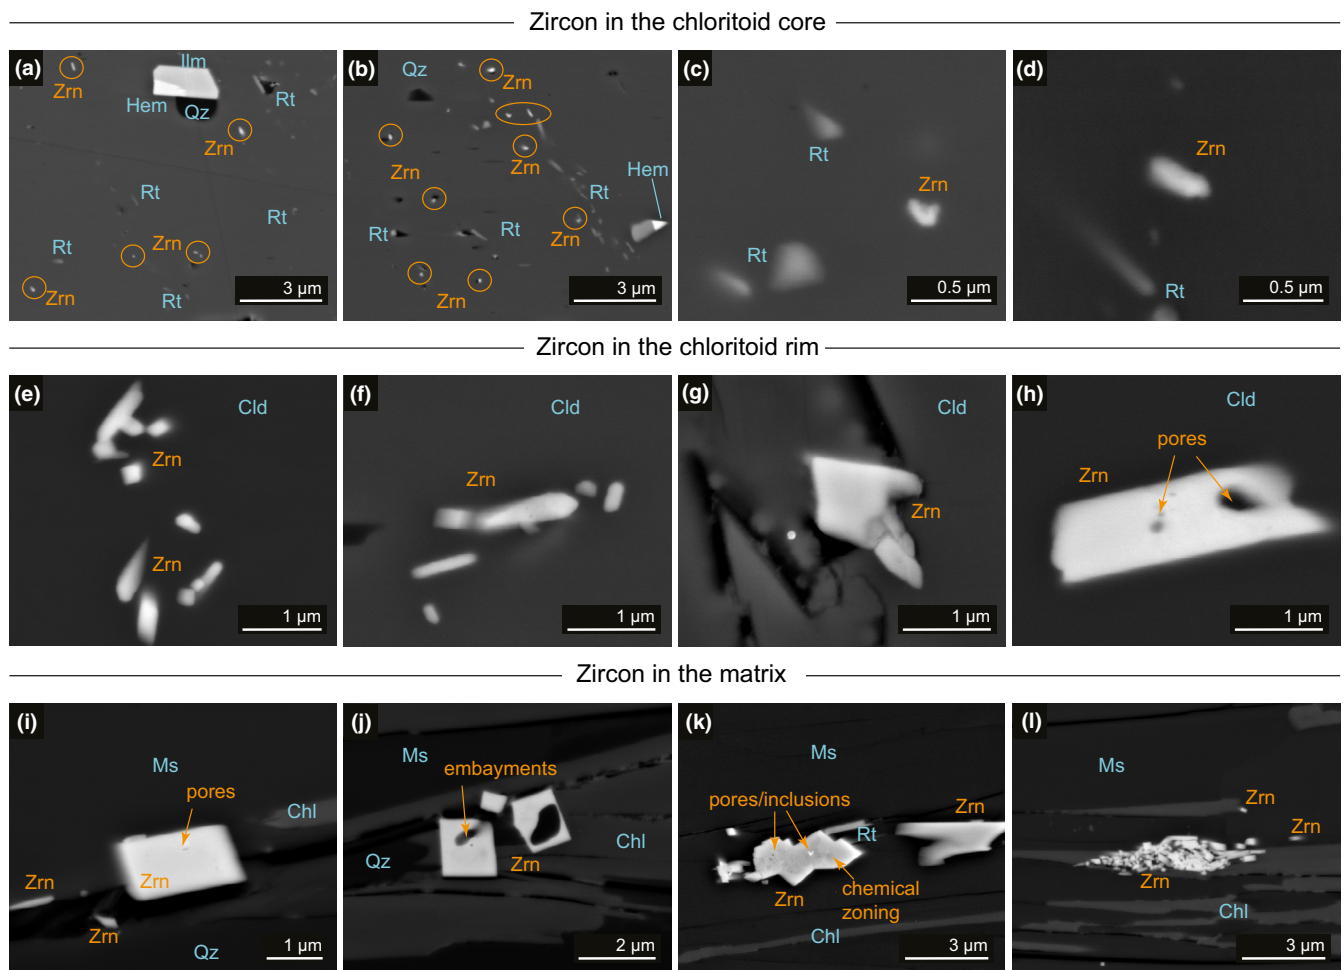 Zircon in the chloritoid core
(a)
Zrn
Ilm
Hem
Qz
Rt
Zrn
Rt
Rt
Rt
Zrn
Zrn
Rt
3 µm
(b)
Qz
Zrn
Zrn
Zrn
Hem
Rt
Rt
Rt
Zrn
Zrn
3 µm
(c)
Rt
Zrn
Rt
0.5 µm
(d)
Zrn
Rt
0.5 µm
Zircon in the chloritoid rim
(e)
Cld
Zrn
Zrn
1 µm
(f)
Cld
Zrn
1 µm
(g)
Cld
Zrn
1 µm
(h)
Cld
pores
Zrn
1 µm
Zircon in the matrix
(i)
Ms
pores
Chl
Zrn
Zrn
Zrn
Qz
1 µm
(j)
Ms
embayments
Chl
Qz
Zrn
2 µm
(k)
Ms
pores/inclusions
Zrn
Rt
Zrn
chemical
zoning
Chl
3 µm
(l)
Ms
Zrn
Zrn
Zrn
Chl
3 µm